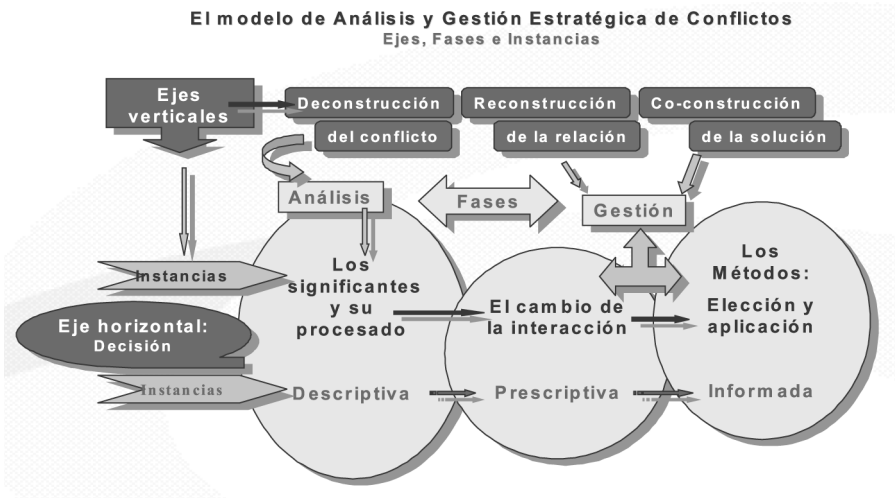 El modelo de Análisis y Gestión Estratégica de Conflictos
Ejes, Fases e Instancias
Ejes
verticales
Deconstrucción
del conflicto
Reconstrucción
de la relación
Co-construcción
de la solución
Análisis
Fases
Gestión
Instancias
Los
significantes
y su
procesado
El cambio de
la interacción
Los
Métodos:
Elección y
aplicación
Eje horizontal:
Decisión
Instancias
Descriptiva
Prescriptiva
Informada